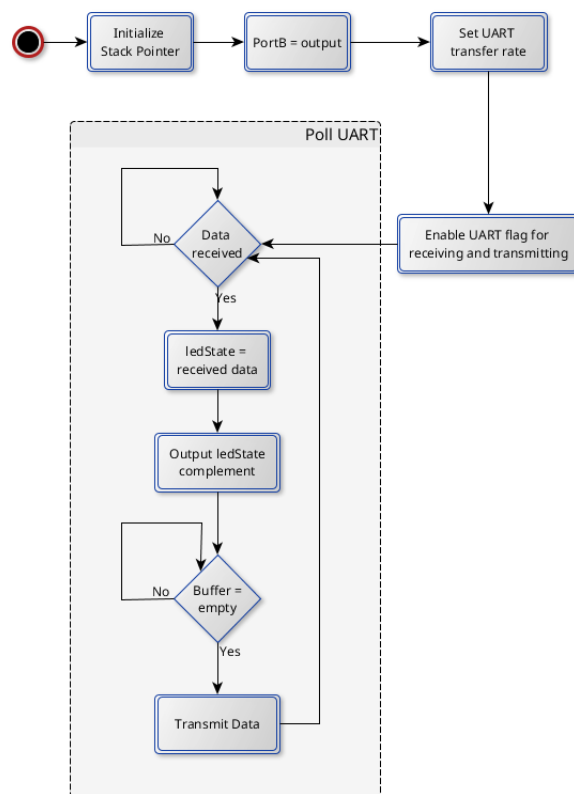 Initialize
Stack Pointer
PortB = output
Set UART
transfer rate
Poll UART
Enable UART flag for
receiving and transmitting
No
Data
received
Yes
ledState =
received data
Output ledState
complement
No
Buffer =
empty
Yes
Transmit Data